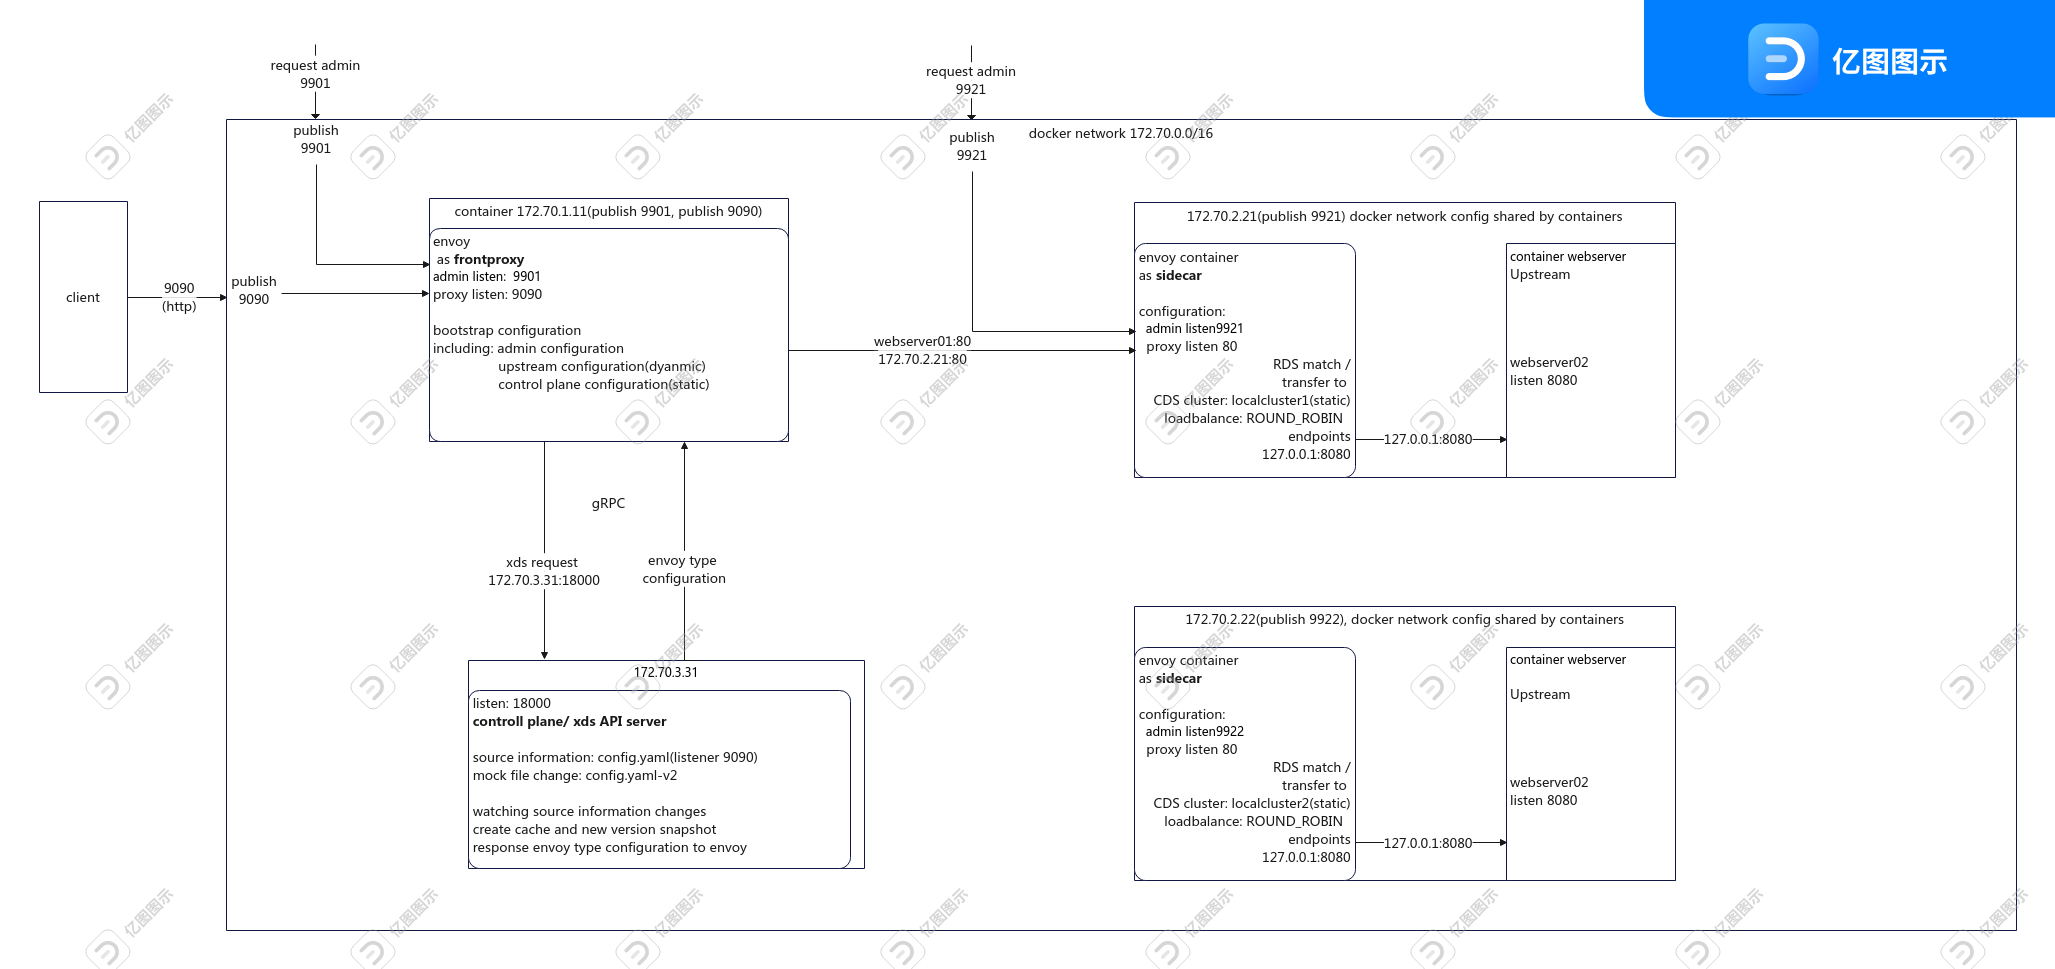 亿图图示
request admin
9901
publish
9901
request admin
9921
publish
9921
docker network 172.70.0.0/16
client
9090
(http)
publish
9090
container 172.70.1.11(publish 9901, publish 9090)
envoy
as frontproxy
admin listen: 9901
proxy listen: 9090
bootstrap configuration
including: admin configuration
upstream configuration(dyanmic)
control plane configuration(static)
webserver01:80
172.70.2.21:80
172.70.2.21(publish 9921) docker network config shared by containers
envoy container
as sidecar
configuration:
admin listen9921
proxy listen 80
RDS match /
transfer to
CDS cluster: localcluster1(static)
loadbalance: ROUND_ROBIN
endpoints
127.0.0.1:8080
127.0.0.1:8080
container webserver
Upstream
webserver02
listen 8080
gRPC
xds request
172.70.3.31:18000
envoy type
configuration
172.70.3.31
listen: 18000
controll plane/ xds API server
source information: config.yaml(listener 9090)
mock file change: config.yaml-v2
watching source information changes
create cache and new version snapshot
response envoy type configuration to envoy
172.70.2.22(publish 9922), docker network config shared by containers
envoy container
as sidecar
configuration:
admin listen9922
proxy listen 80
RDS match /
transfer to
CDS cluster: localcluster2(static)
loadbalance: ROUND_ROBIN
endpoints
127.0.0.1:8080
127.0.0.1:8080
container webserver
Upstream
webserver02
listen 8080